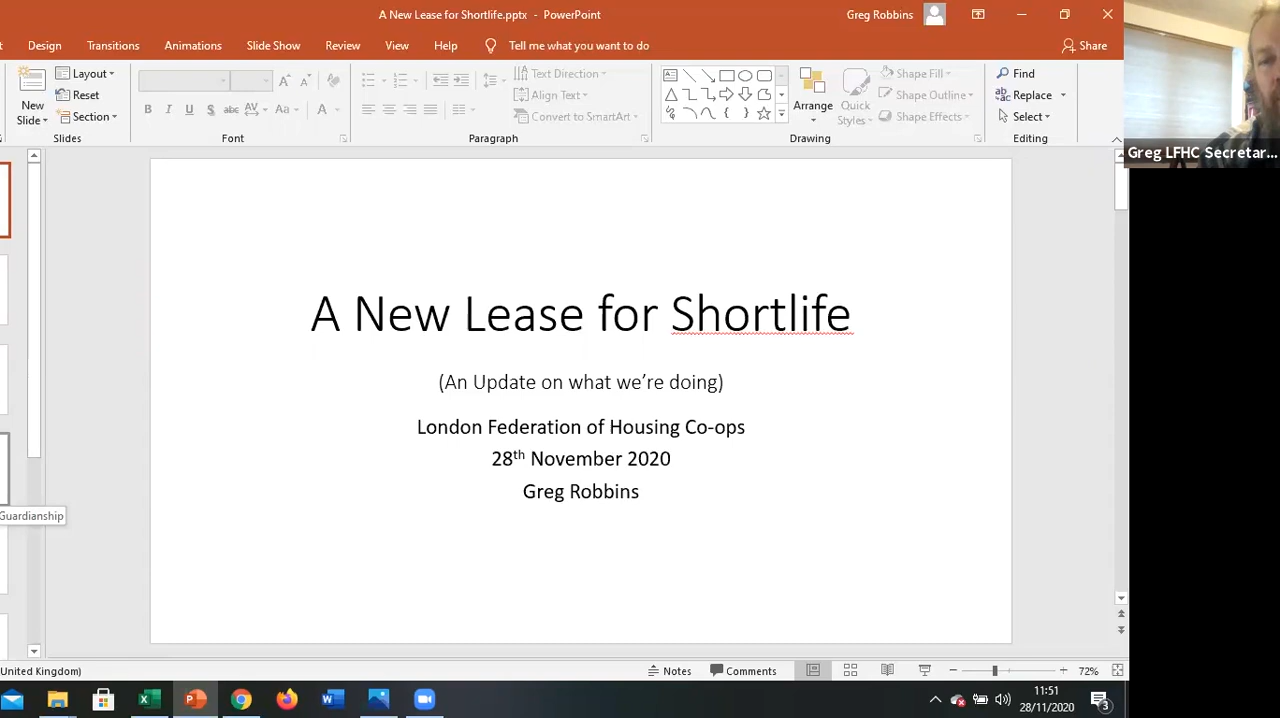 A New Lease for Shortlife.pptx - PowerPoint
Greg Robbins
Design Transitions Animations Slide Show Review View Help Tell me what you want to do Share
New Slide
Layout
Reset
Section
Slides
B I U S abc AV Aa A
Font
Text Direction
Align Text
Convert to SmartArt
Paragraph
Arrange
Quick Styles
Shape Fill
Shape Outline
Shape Effects
Drawing
Find
Replace
Select
Editing
Greg LFHC Secretar...
A New Lease for Shortlife
(An Update on what we're doing)
London Federation of Housing Co-ops
28th November 2020
Greg Robbins
Guardianship
United Kingdom)
Notes
Comments
72%
11:51
28/11/2020
3